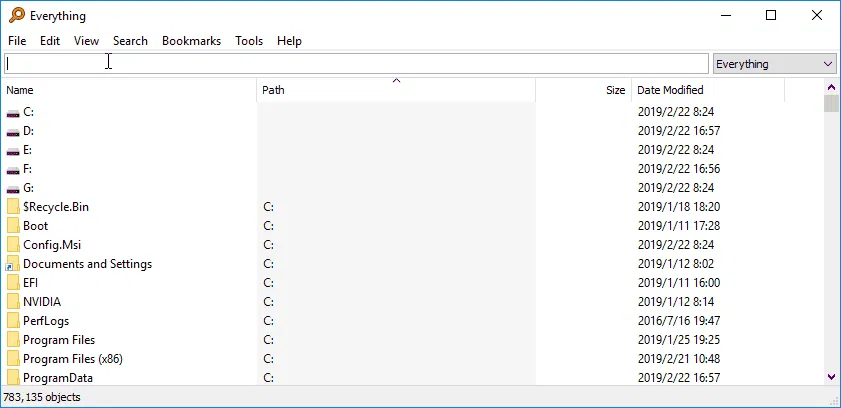 Everything
File Edit View Search Bookmarks Tools Help
Everything
Name Path Size Date Modified
C: 2019/2/22 8:24
D: 2019/2/22 16:57
E: 2019/2/22 8:24
F: 2019/2/22 16:56
G: 2019/2/22 8:24
$Recycle.Bin C: 2019/1/18 18:20
Boot C: 2019/1/11 17:28
Config.Msi C: 2019/2/22 8:24
Documents and Settings C: 2019/1/12 8:02
EFI C: 2019/1/11 16:00
NVIDIA C: 2019/1/12 8:14
PerfLogs C: 2016/7/16 19:47
Program Files C: 2019/1/25 19:25
Program Files (x86) C: 2019/2/21 10:48
ProgramData C: 2019/2/22 16:57
783,135 objects